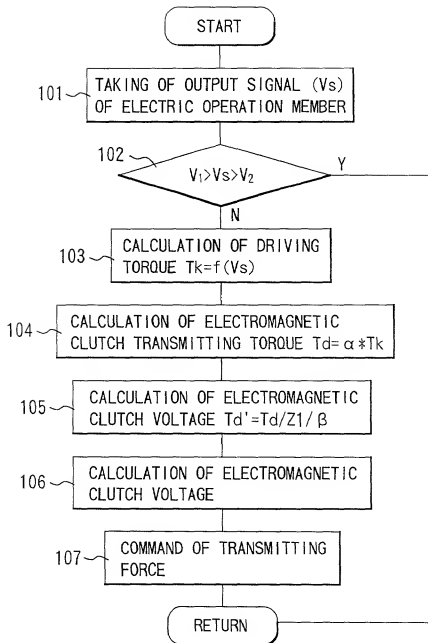 START
101
TAKING OF OUTPUT SIGNAL (Vs)
OF ELECTRIC OPERATION MEMBER
102
V1>Vs>V2
Y
N
103
CALCULATION OF DRIVING
TORQUE Tk=f(Vs)
104
CALCULATION OF ELECTROMAGNETIC
CLUTCH TRANSMITTING TORQUE Td=α*Tk
105
CALCULATION OF ELECTROMAGNETIC
CLUTCH VOLTAGE Td'=Td/Z1/β
106
CALCULATION OF ELECTROMAGNETIC
CLUTCH VOLTAGE
107
COMMAND OF TRANSMITTING
FORCE
RETURN